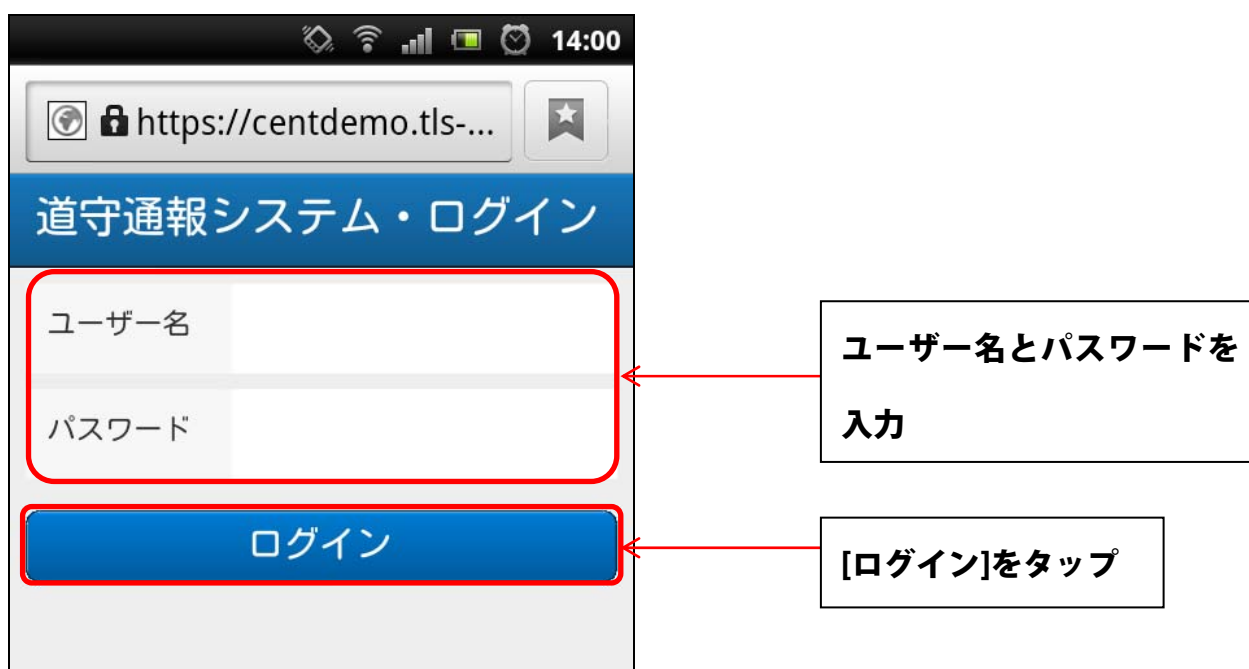 14:00
https://centdemo.tls-...
道守通報システム・ログイン
ユーザー名
パスワード
ログイン
ユーザー名とパスワードを
入力
[ログイン]をタップ